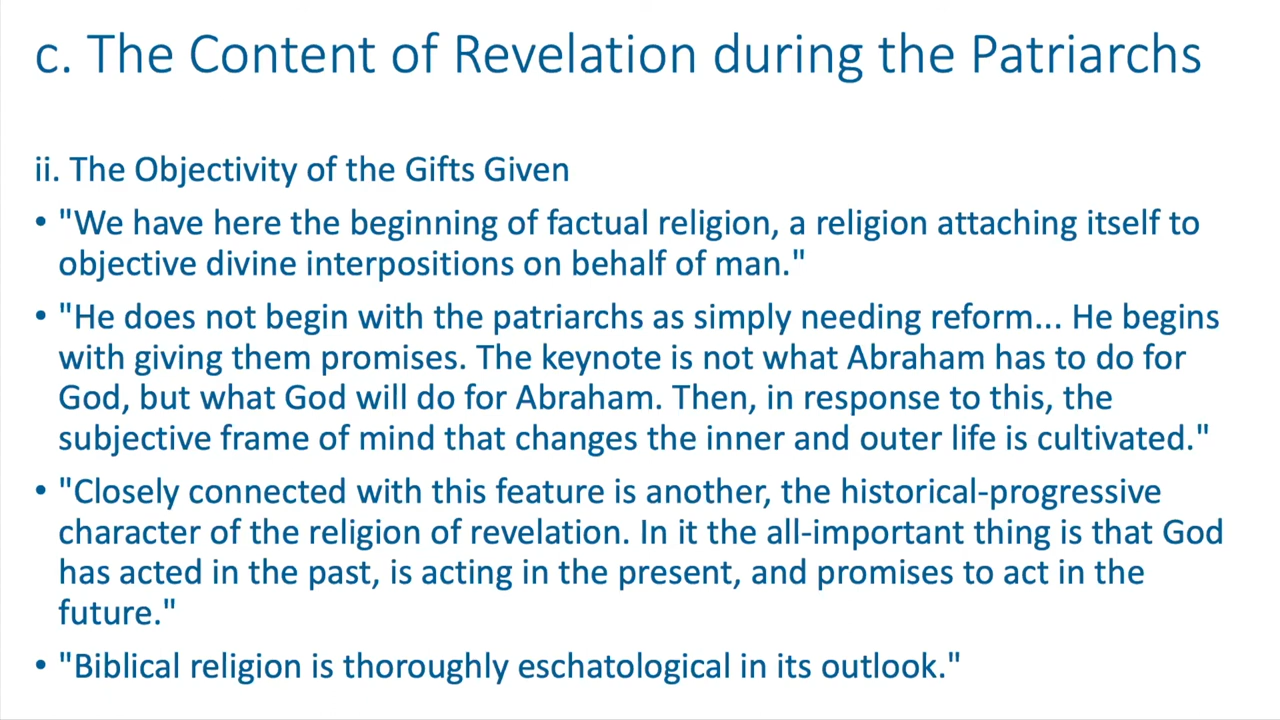 c. The Content of Revelation during the Patriarchs
ii. The Objectivity of the Gifts Given
• "We have here the beginning of factual religion, a religion attaching itself to
objective divine interpositions on behalf of man."
• "He does not begin with the patriarchs as simply needing reform... He begins
with giving them promises. The keynote is not what Abraham has to do for
God, but what God will do for Abraham. Then, in response to this, the
subjective frame of mind that changes the inner and outer life is cultivated."
• "Closely connected with this feature is another, the historical-progressive
character of the religion of revelation. In it the all-important thing is that God
has acted in the past, is acting in the present, and promises to act in the
future."
• "Biblical religion is thoroughly eschatological in its outlook."